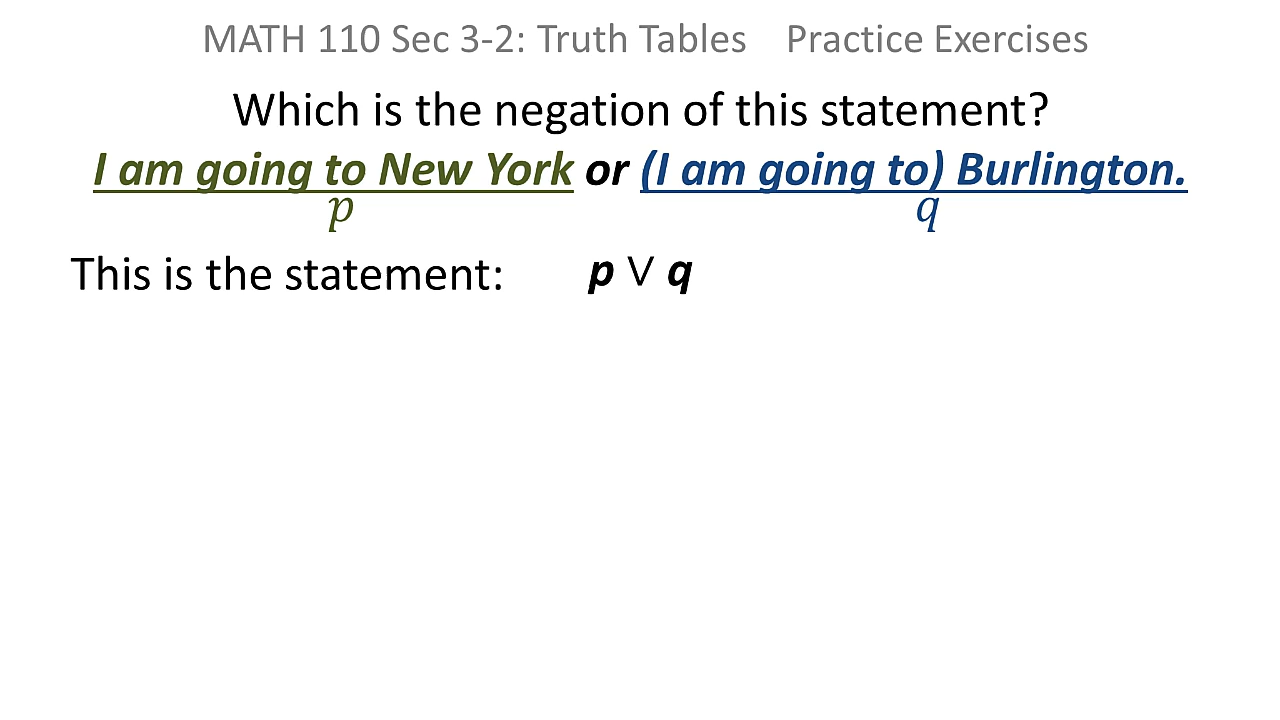 MATH 110 Sec 3-2: Truth Tables Practice Exercises
Which is the negation of this statement?
I am going to New York or (I am going to) Burlington.
p q
This is the statement: p ∨ q